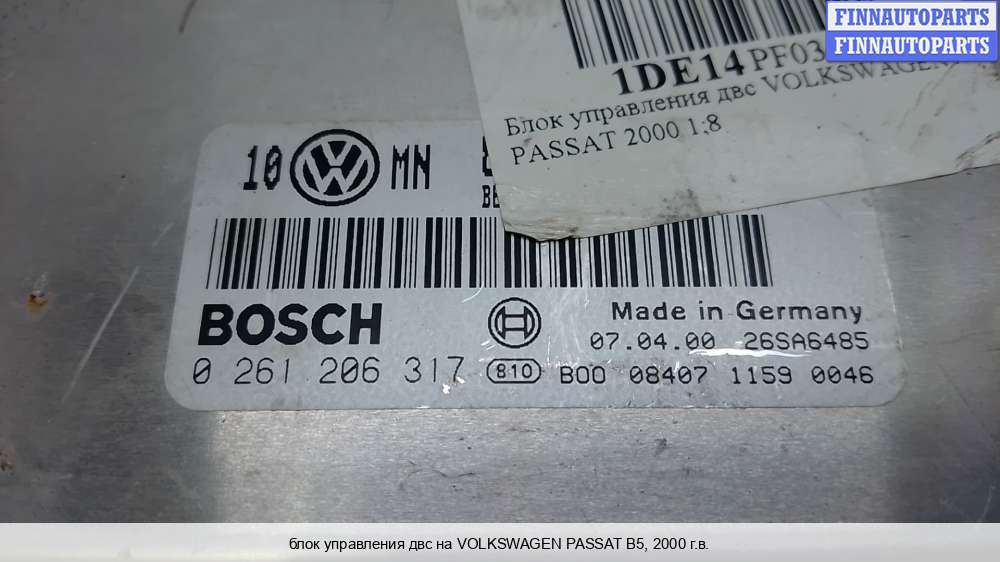 FINNAUTOPARTS
FINNAUTOPARTS
1DE14PF03
Блок управления двс VOLKSWAGEN
PASSAT 2000 1.8
10 VW MN
BOSCH
Made in Germany
07.04.00 26SA6485
0 261 206 317 810 B00 08407 1159 0046
блок управления двс на VOLKSWAGEN PASSAT B5, 2000 г.в.